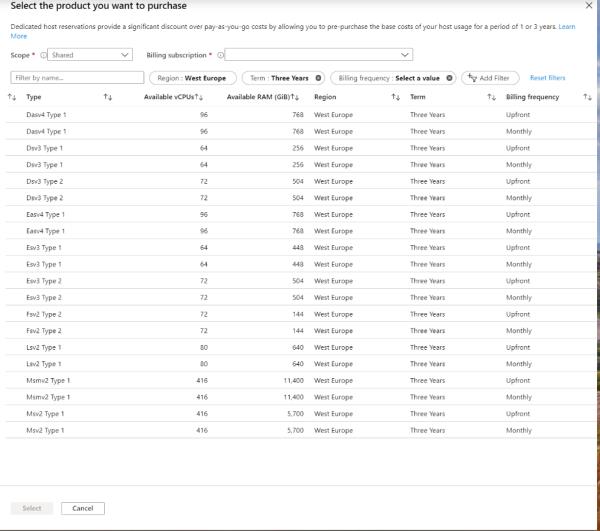 Select the product you want to purchase
Dedicated host reservations provide a significant discount over pay-as-you-go costs by allowing you to pre-purchase the base costs of your host usage for a period of 1 or 3 years. Learn
More
Scope * Shared Billing subscription *
Filter by name... Region : West Europe Term : Three Years Billing frequency : Select a value Add Filter Reset filters
Type Available vCPUs Available RAM (GiB) Region Term Billing frequency
Dasv4 Type 1 96 768 West Europe Three Years Upfront
Dasv4 Type 1 96 768 West Europe Three Years Monthly
Dsv3 Type 1 64 256 West Europe Three Years Upfront
Dsv3 Type 1 64 256 West Europe Three Years Monthly
Dsv3 Type 2 72 504 West Europe Three Years Upfront
Dsv3 Type 2 72 504 West Europe Three Years Monthly
Easv4 Type 1 96 768 West Europe Three Years Upfront
Easv4 Type 1 96 768 West Europe Three Years Monthly
Esv3 Type 1 64 448 West Europe Three Years Upfront
Esv3 Type 1 64 448 West Europe Three Years Monthly
Esv3 Type 2 72 504 West Europe Three Years Upfront
Esv3 Type 2 72 504 West Europe Three Years Monthly
Fsv2 Type 2 72 144 West Europe Three Years Upfront
Fsv2 Type 2 72 144 West Europe Three Years Monthly
Lsv2 Type 1 80 640 West Europe Three Years Upfront
Lsv2 Type 1 80 640 West Europe Three Years Monthly
Msmv2 Type 1 416 11,400 West Europe Three Years Upfront
Msmv2 Type 1 416 11,400 West Europe Three Years Monthly
Msv2 Type 1 416 5,700 West Europe Three Years Upfront
Msv2 Type 1 416 5,700 West Europe Three Years Monthly
Select Cancel